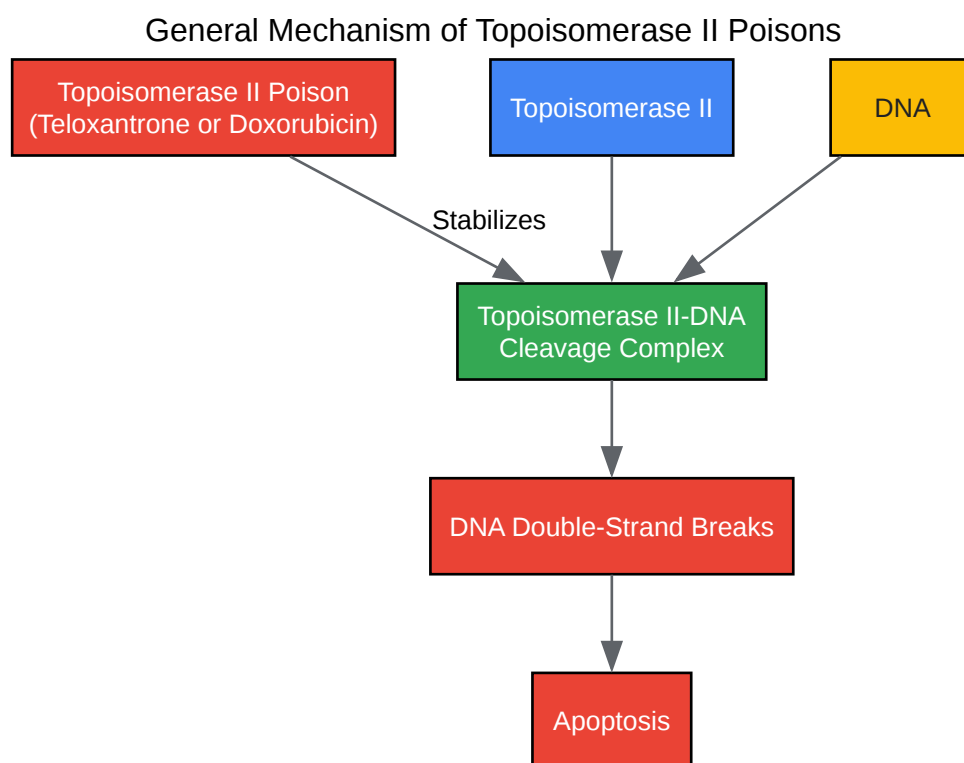 General Mechanism of Topoisomerase II Poisons
Topoisomerase II Poison
(Teloxantrone or Doxorubicin)
Topoisomerase II
DNA
Stabilizes
Topoisomerase II-DNA
Cleavage Complex
DNA Double-Strand Breaks
Apoptosis